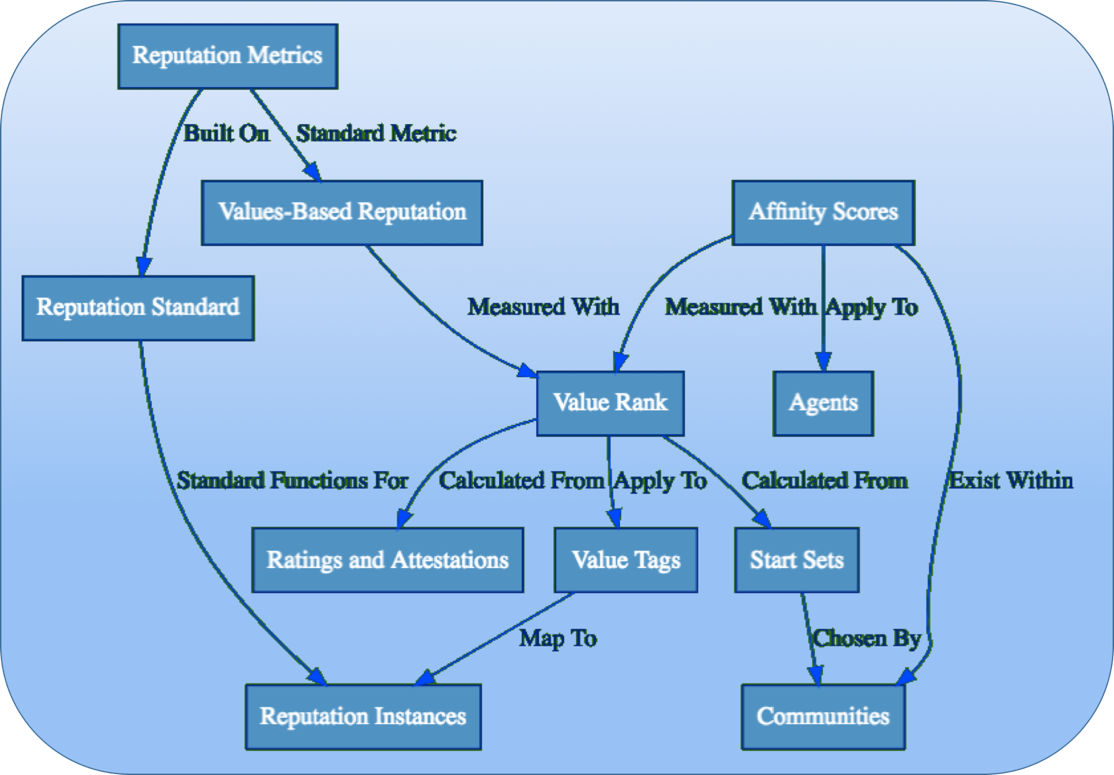 Reputation Metrics
Built On
Standard Metric
Values-Based Reputation
Affinity Scores
Reputation Standard
Measured With
Measured With
Apply To
Value Rank
Agents
Standard Functions For
Calculated From
Apply To
Calculated From
Exist Within
Ratings and Attestations
Value Tags
Start Sets
Map To
Chosen By
Reputation Instances
Communities